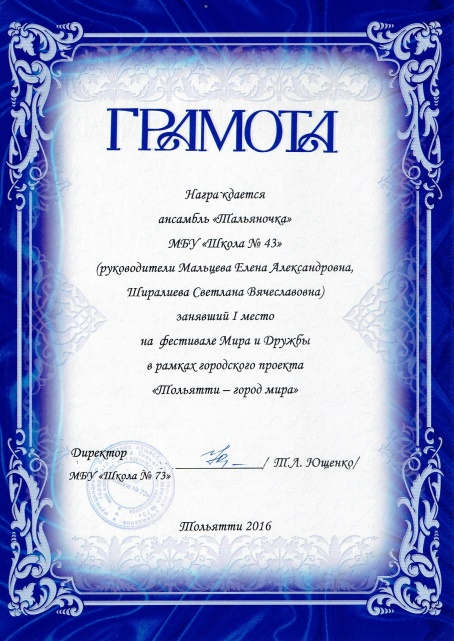 ГРАМОТА
Награждается
ансамбль «Тальяночка»
МБУ «Школа № 43»
(руководители Мальцева Елена Александровна,
Ширалиева Светлана Вячеславовна)
занявший I место
на фестивале Мира и Дружбы
в рамках городского проекта
«Тольятти – город мира»
Директор
МБУ «Школа № 73»
/ Т.Л. Ющенко/
Тольятти 2016